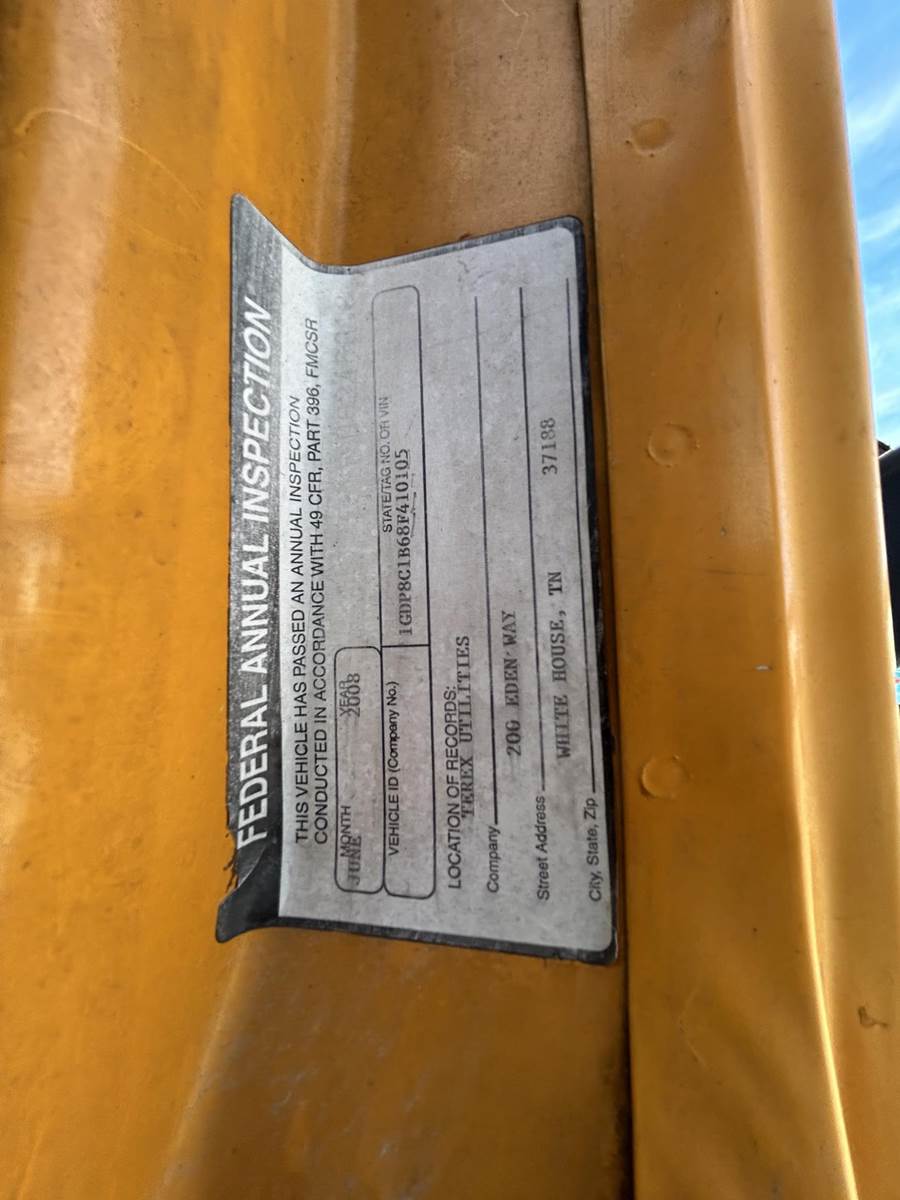 FEDERAL ANNUAL INSPECTION
THIS VEHICLE HAS PASSED AN ANNUAL INSPECTION
CONDUCTED IN ACCORDANCE WITH 49 CFR, PART 396, FMCSR
MONTH YEAR
JUNE 2008
VEHICLE ID (Company No.) STATE/TAG NO. OR VIN
1GDP8C1B68F410105
LOCATION OF RECORDS:
TEREX UTILITIES
Company
200 EDEN WAY
Street Address
WHITE HOUSE, TN 37188
City, State, Zip